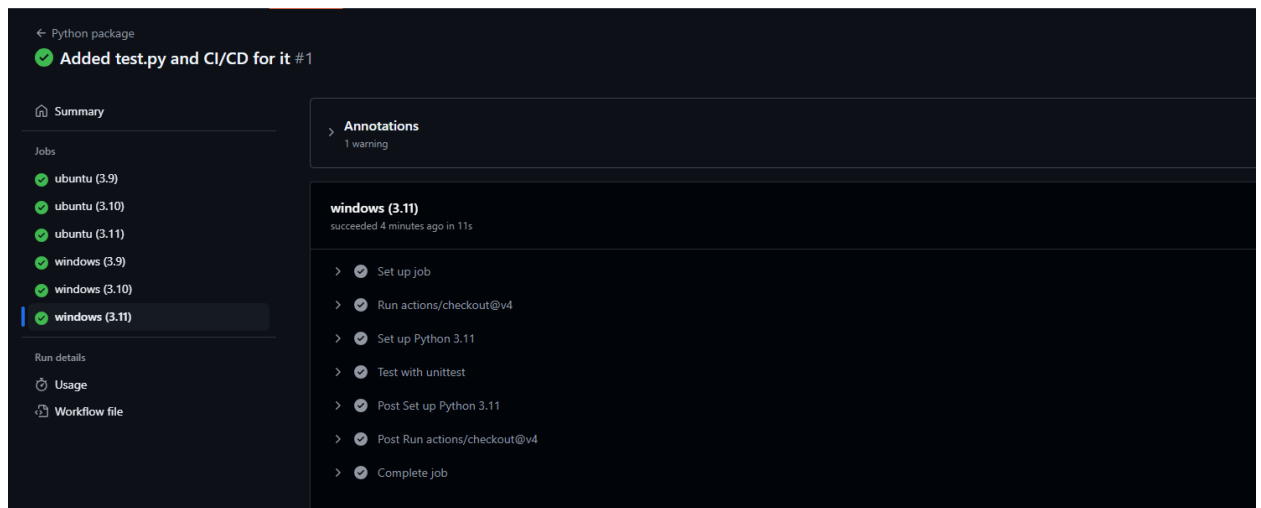 Python package
Added test.py and CI/CD for it #1
Summary
Jobs
ubuntu (3.9)
ubuntu (3.10)
ubuntu (3.11)
windows (3.9)
windows (3.10)
windows (3.11)
Run details
Usage
Workflow file
Annotations
1 warning
windows (3.11)
succeeded 4 minutes ago in 11s
Set up job
Run actions/checkout@v4
Set up Python 3.11
Test with unittest
Post Set up Python 3.11
Post Run actions/checkout@v4
Complete job